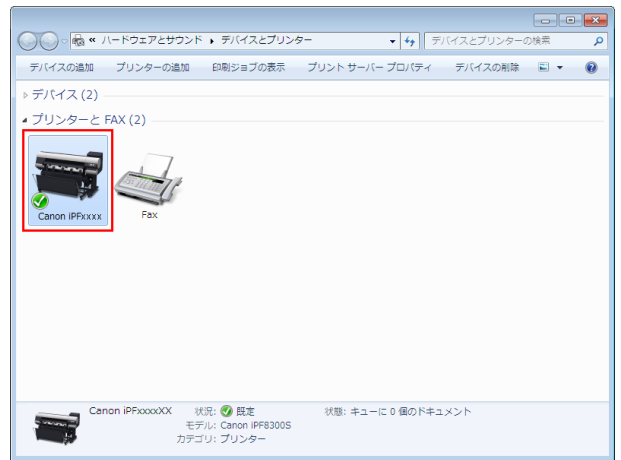 « ハードウェアとサウンド ▸ デバイスとプリンター デバイスとプリンターの検索
デバイスの追加 プリンターの追加 印刷ジョブの表示 プリント サーバー プロパティ デバイスの削除
デバイス (2)
プリンターと FAX (2)
Canon iPFxxxx Fax
Canon iPFxxxxXX 状況: 既定 状態: キューに 0 個のドキュメント
モデル: Canon iPF8300S
カテゴリ: プリンター